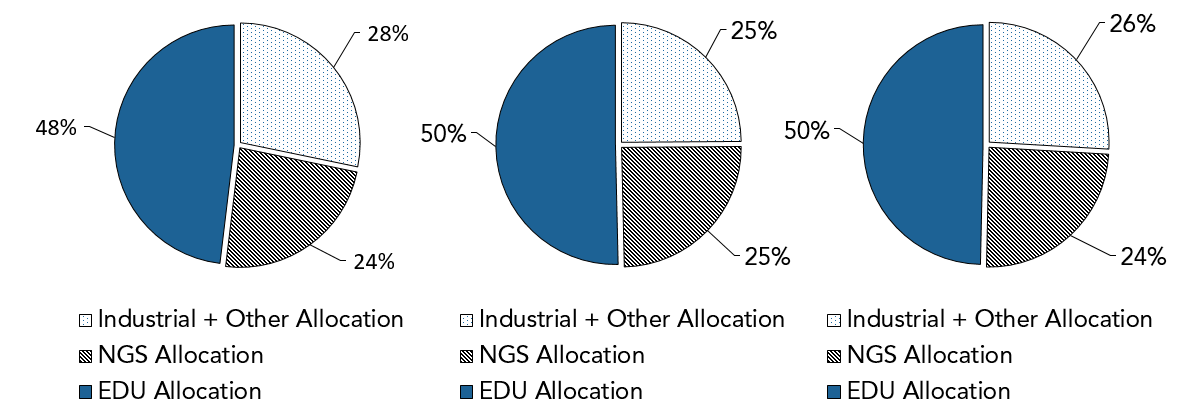 28%
48%
24%
Industrial + Other Allocation
NGS Allocation
EDU Allocation
25%
50%
25%
Industrial + Other Allocation
NGS Allocation
EDU Allocation
26%
50%
24%
Industrial + Other Allocation
NGS Allocation
EDU Allocation